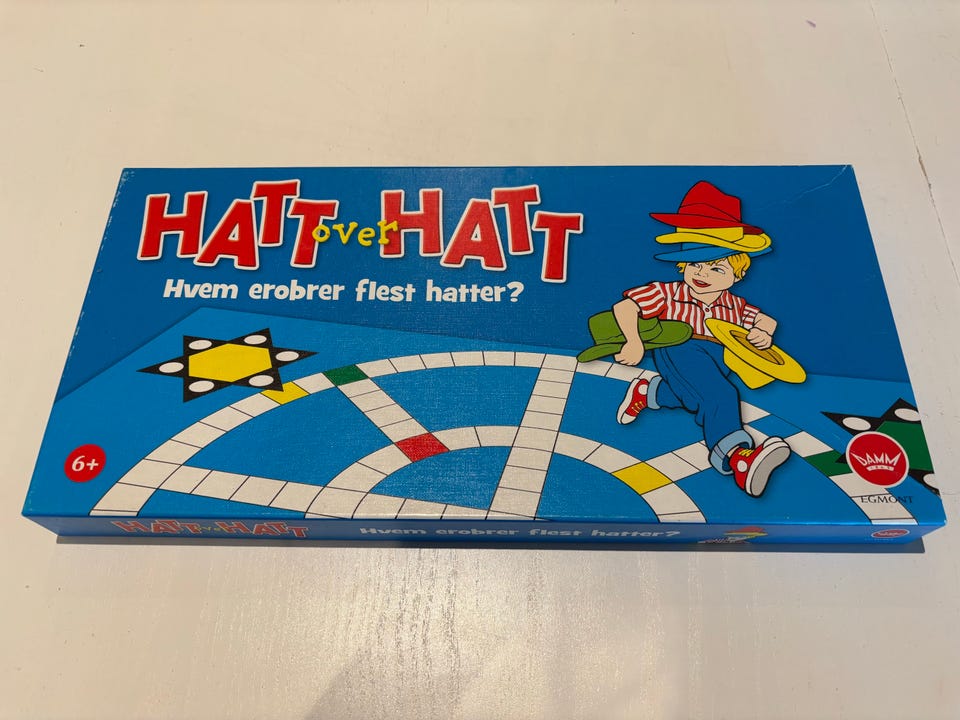 HATT over HATT
Hvem erobrer flest hatter?
6+
DAMM
EGMONT
HATT over HATT
Hvem erobrer flest hatter?